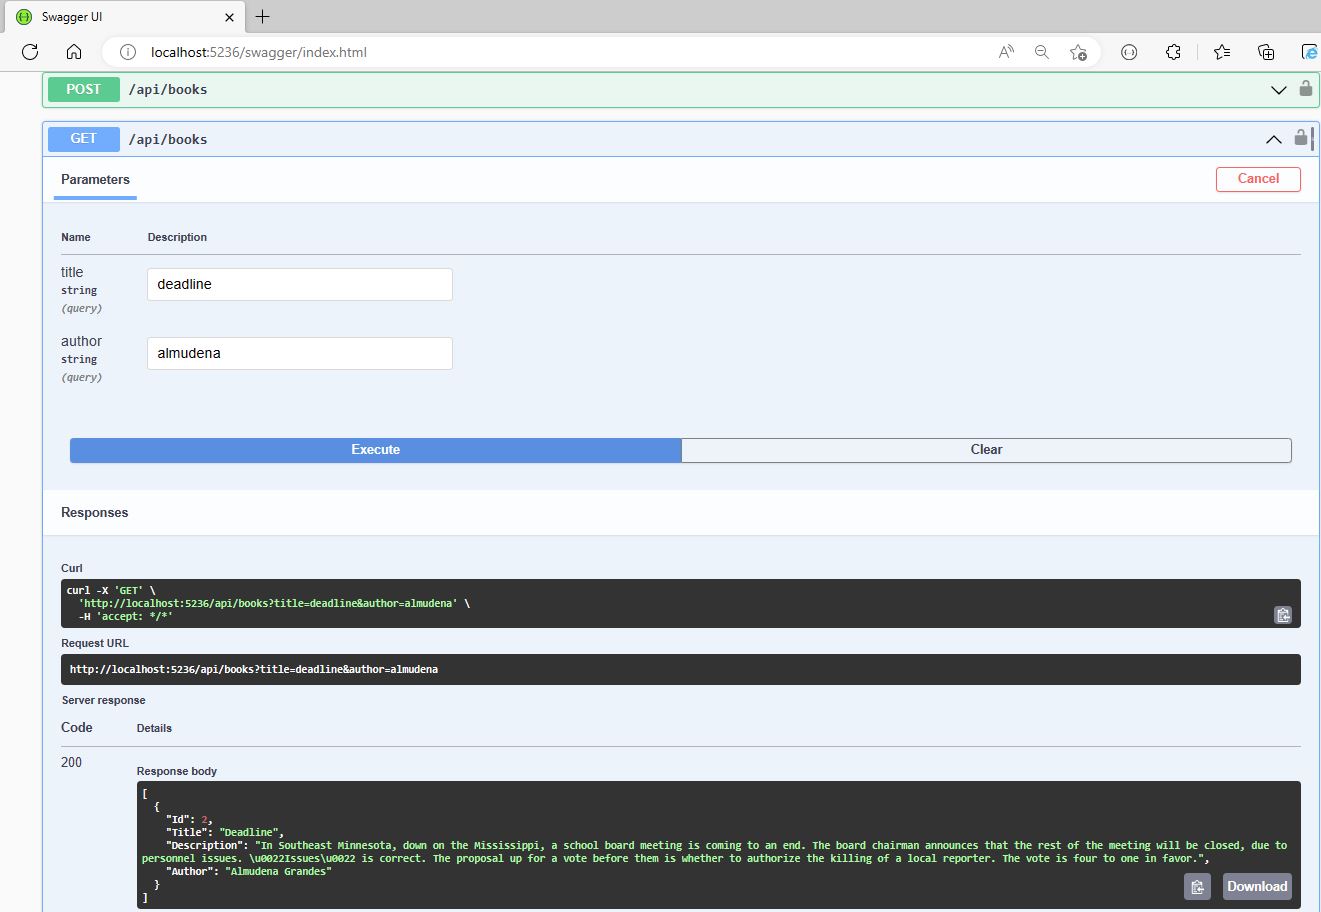 Swagger UI
localhost:5236/swagger/index.html
POST /api/books
GET /api/books
Parameters
Cancel
Name Description
title
string
(query)
deadline
author
string
(query)
almudena
Execute Clear
Responses
Curl
curl -X 'GET' \
'http://localhost:5236/api/books?title=deadline&author=almudena' \
-H 'accept: */*'
Request URL
http://localhost:5236/api/books?title=deadline&author=almudena
Server response
Code Details
200
Response body
[
{
"Id": 2,
"Title": "Deadline",
"Description": "In Southeast Minnesota, down on the Mississippi, a school board meeting is coming to an end. The board chairman announces that the rest of the meeting will be closed, due to
personnel issues. \u0022Issues\u0022 is correct. The proposal up for a vote before them is whether to authorize the killing of a local reporter. The vote is four to one in favor.",
"Author": "Almudena Grandes"
}
]
Download